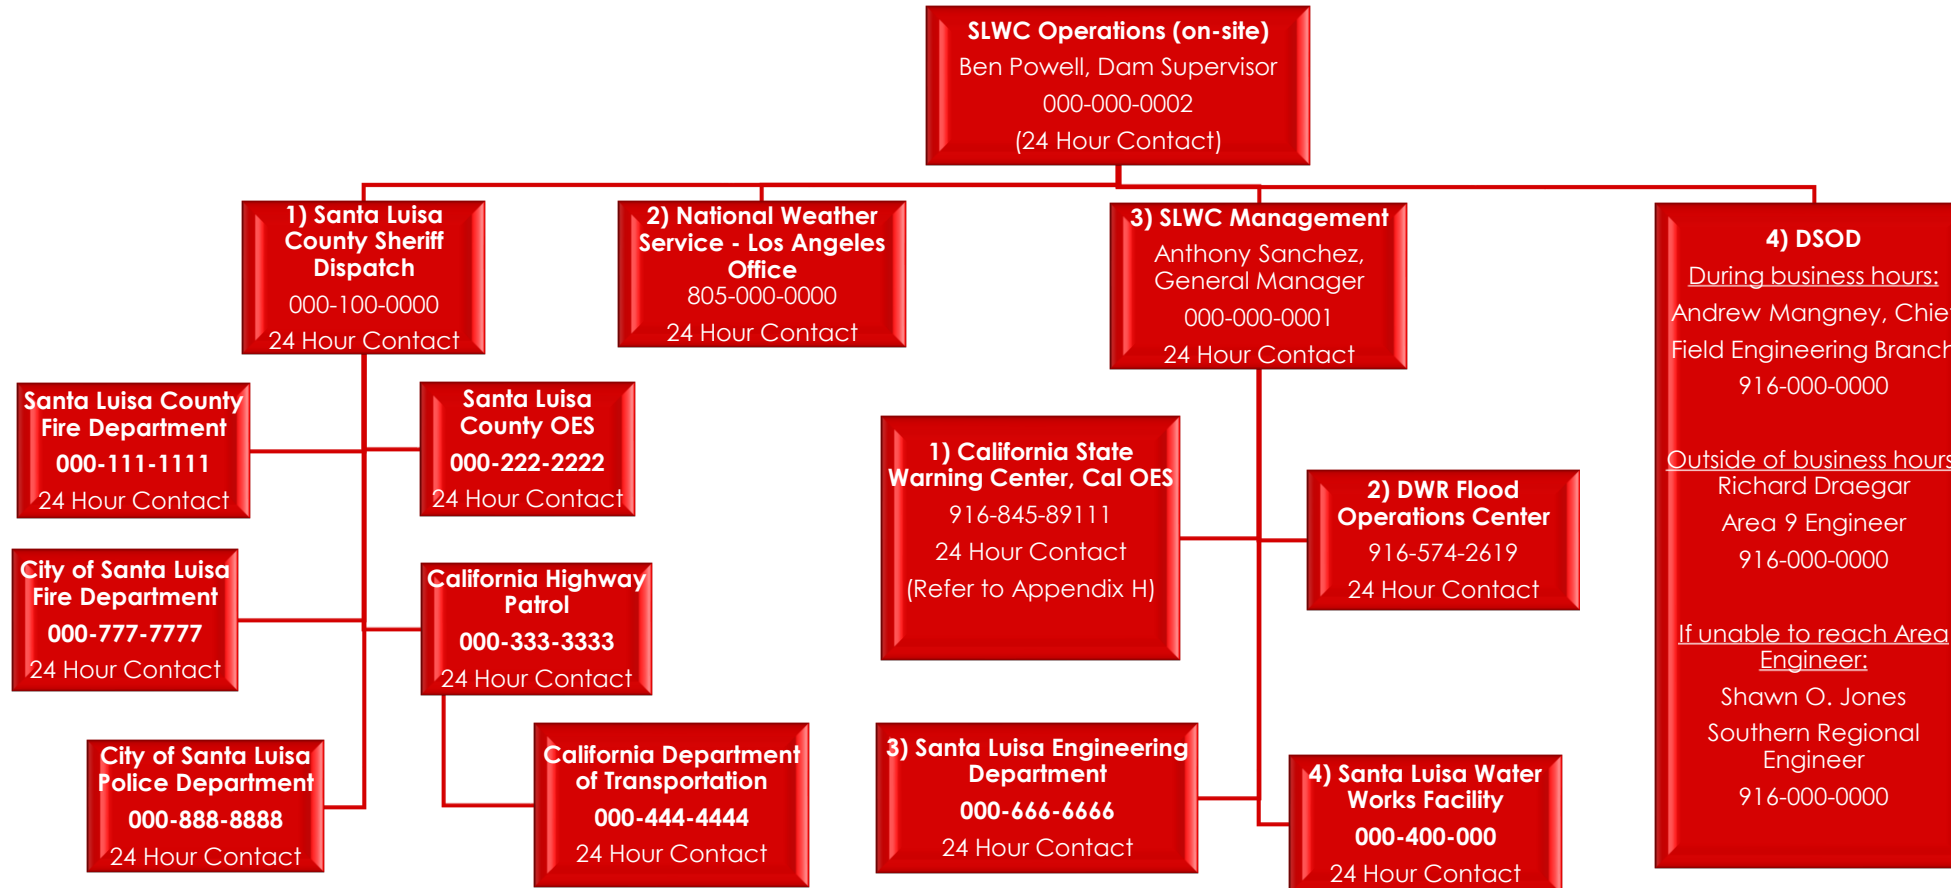 SLWC Operations (on-site)
Ben Powell, Dam Supervisor
000-000-0002
(24 Hour Contact)
1) Santa Luisa
County Sheriff
Dispatch
000-100-0000
24 Hour Contact
2) National Weather
Service - Los Angeles
Office
805-000-0000
24 Hour Contact
3) SLWC Management
Anthony Sanchez,
General Manager
000-000-0001
24 Hour Contact
4) DSOD
During business hours:
Andrew Mangney, Chief
Field Engineering Branch
916-000-0000
Outside of business hours
Richard Draegar
Area 9 Engineer
916-000-0000
If unable to reach Area
Engineer:
Shawn O. Jones
Southern Regional
Engineer
916-000-0000
Santa Luisa County
Fire Department
000-111-1111
24 Hour Contact
Santa Luisa
County OES
000-222-2222
24 Hour Contact
City of Santa Luisa
Fire Department
000-777-7777
24 Hour Contact
California Highway
Patrol
000-333-3333
24 Hour Contact
City of Santa Luisa
Police Department
000-888-8888
24 Hour Contact
California Department
of Transportation
000-444-4444
24 Hour Contact
1) California State
Warning Center, Cal OES
916-845-89111
24 Hour Contact
(Refer to Appendix H)
2) DWR Flood
Operations Center
916-574-2619
24 Hour Contact
3) Santa Luisa Engineering
Department
000-666-6666
24 Hour Contact
4) Santa Luisa Water
Works Facility
000-400-000
24 Hour Contact